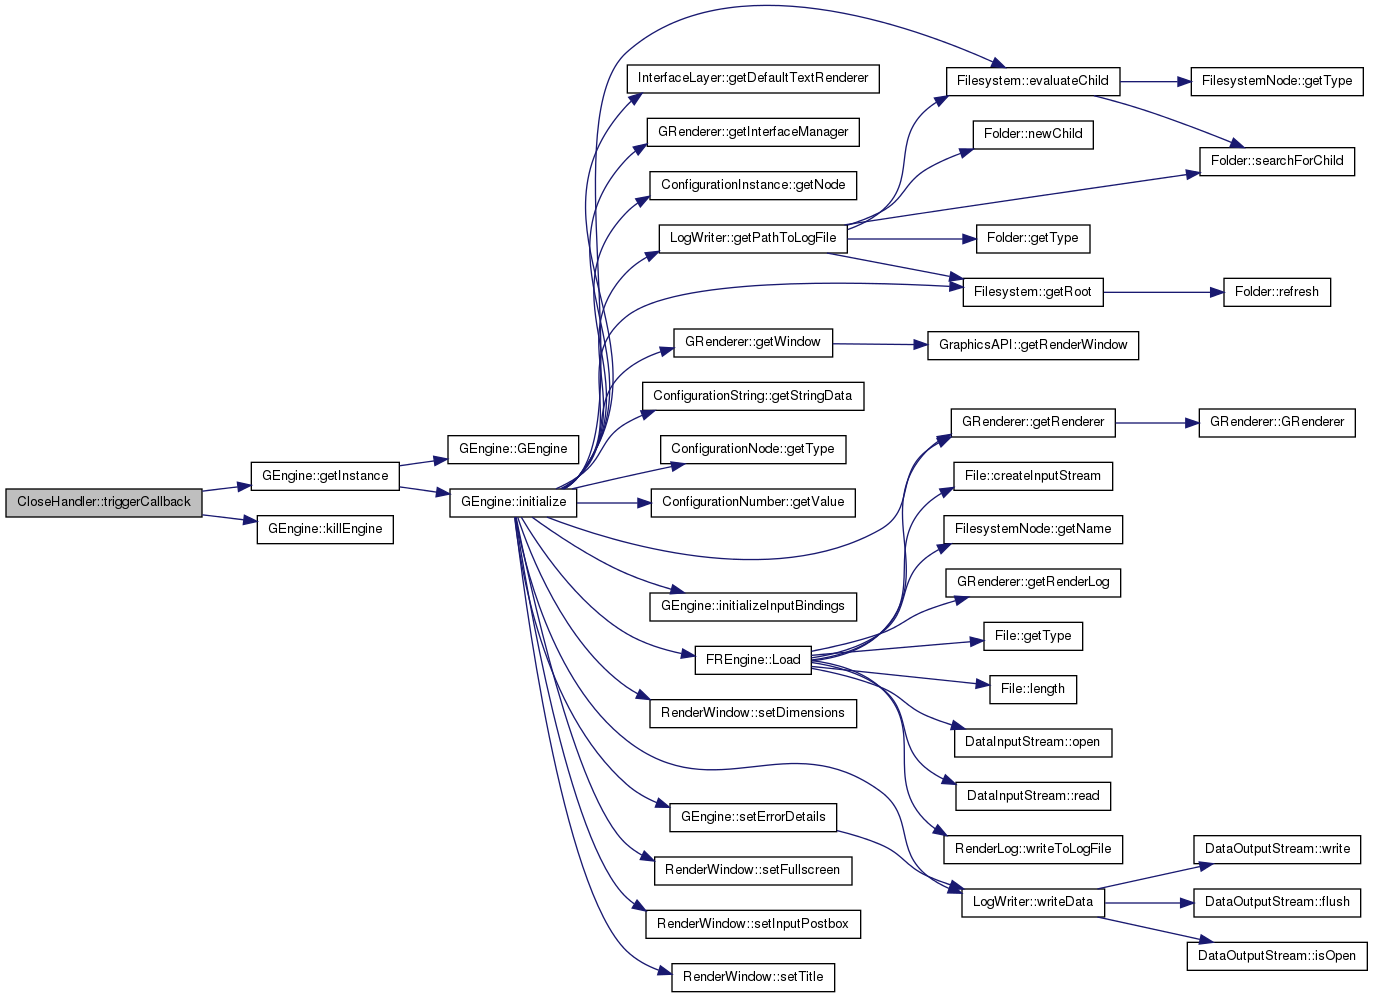 CloseHandler::triggerCallback
GEngine::getInstance
GEngine::killEngine
GEngine::GEngine
GEngine::initialize
InterfaceLayer::getDefaultTextRenderer
GRenderer::getInterfaceManager
ConfigurationInstance::getNode
LogWriter::getPathToLogFile
GRenderer::getWindow
ConfigurationString::getStringData
ConfigurationNode::getType
ConfigurationNumber::getValue
GEngine::initializeInputBindings
FREngine::Load
RenderWindow::setDimensions
GEngine::setErrorDetails
RenderWindow::setFullscreen
RenderWindow::setInputPostbox
RenderWindow::setTitle
Filesystem::evaluateChild
Folder::newChild
Folder::getType
Filesystem::getRoot
GraphicsAPI::getRenderWindow
GRenderer::getRenderer
File::createInputStream
FilesystemNode::getName
GRenderer::getRenderLog
File::getType
File::length
DataInputStream::open
DataInputStream::read
RenderLog::writeToLogFile
LogWriter::writeData
FilesystemNode::getType
Folder::searchForChild
Folder::refresh
GRenderer::GRenderer
DataOutputStream::write
DataOutputStream::flush
DataOutputStream::isOpen